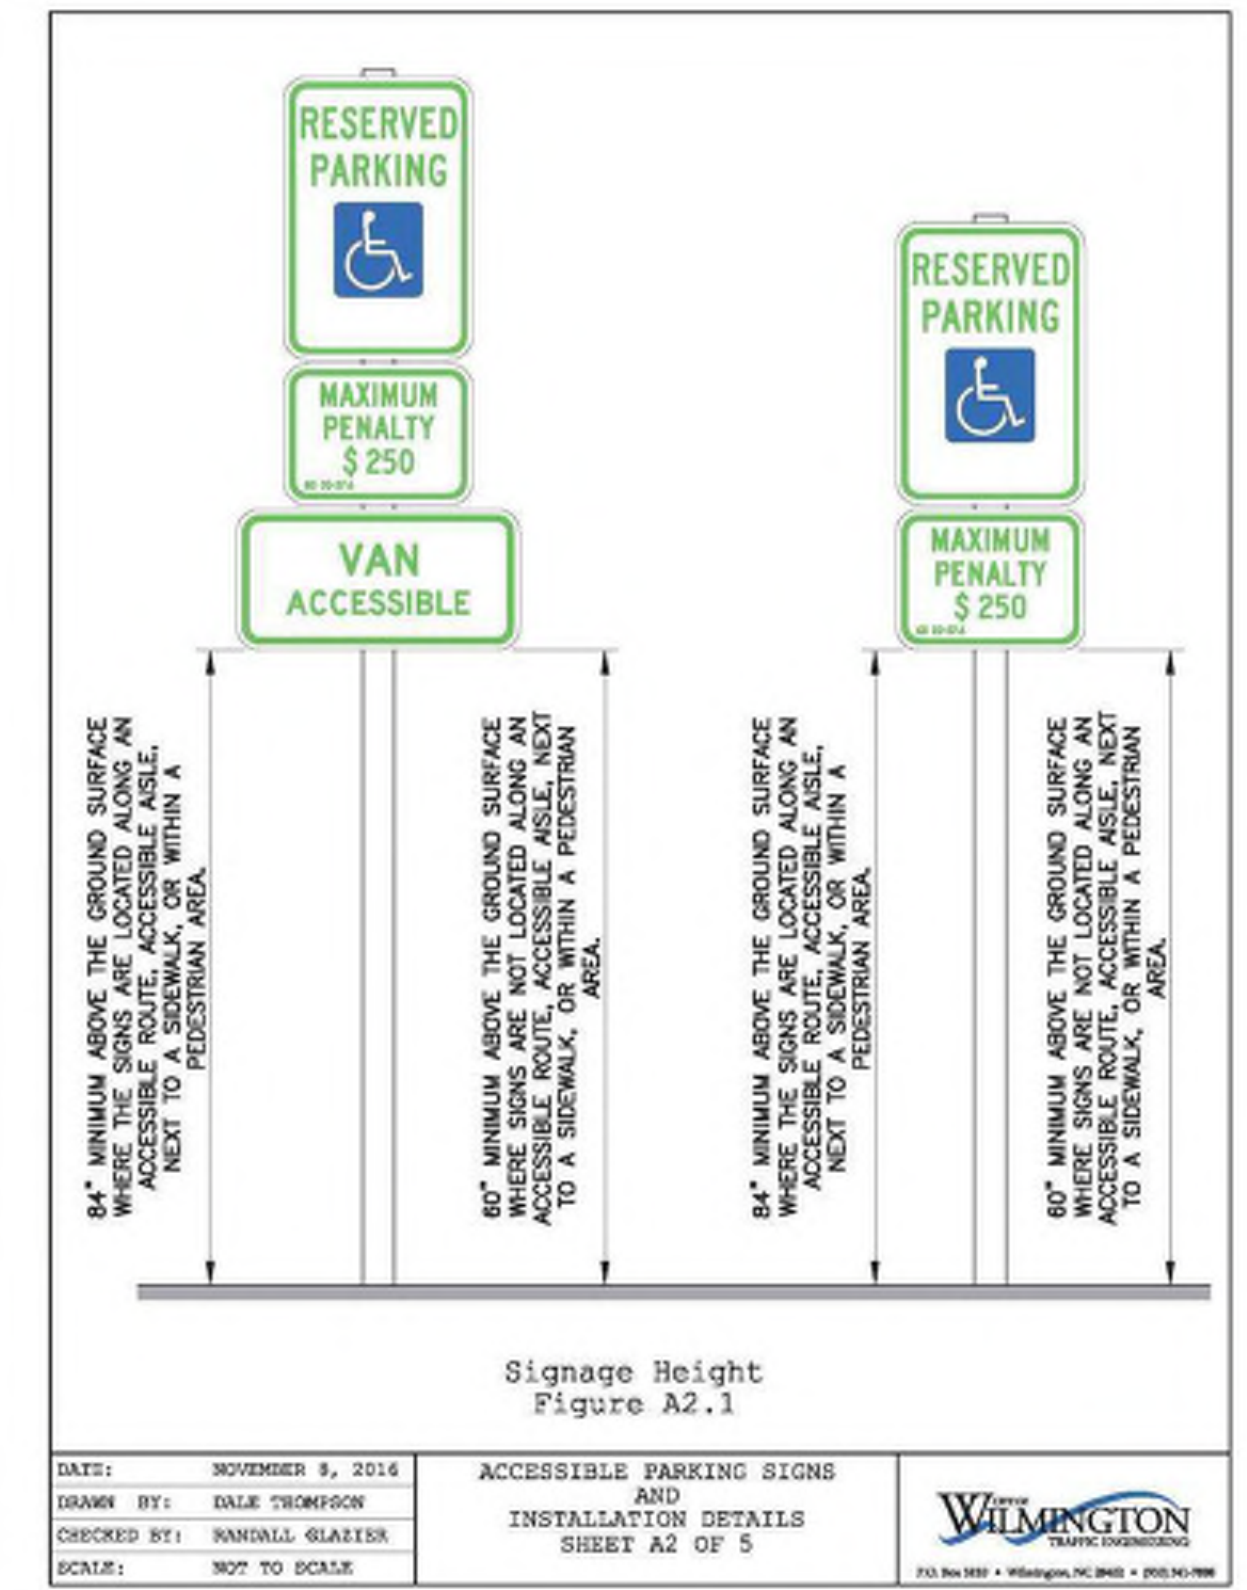 RESERVED
PARKING
MAXIMUM
PENALTY
$ 250
VAN
ACCESSIBLE
RESERVED
PARKING
MAXIMUM
PENALTY
$ 250
84" MINIMUM ABOVE THE GROUND SURFACE
WHERE THE SIGNS ARE LOCATED ALONG AN
ACCESSIBLE ROUTE, ACCESSIBLE AISLE,
NEXT TO A SIDEWALK, OR WITHIN A
PEDESTRIAN AREA.
60" MINIMUM ABOVE THE GROUND SURFACE
WHERE SIGNS ARE NOT LOCATED ALONG AN
ACCESSIBLE ROUTE, ACCESSIBLE AISLE, NEXT
TO A SIDEWALK, OR WITHIN A PEDESTRIAN
AREA.
84" MINIMUM ABOVE THE GROUND SURFACE
WHERE THE SIGNS ARE LOCATED ALONG AN
ACCESSIBLE ROUTE, ACCESSIBLE AISLE,
NEXT TO A SIDEWALK, OR WITHIN A
PEDESTRIAN AREA.
60" MINIMUM ABOVE THE GROUND SURFACE
WHERE SIGNS ARE NOT LOCATED ALONG AN
ACCESSIBLE ROUTE, ACCESSIBLE AISLE, NEXT
TO A SIDEWALK, OR WITHIN A PEDESTRIAN
AREA.
Signage Height
Figure A2.1
DATE: NOVEMBER 8, 2016
DRAWN BY: DALE THOMPSON
CHECKED BY: RANDALL GLAZIER
SCALE: NOT TO SCALE
ACCESSIBLE PARKING SIGNS
AND
INSTALLATION DETAILS
SHEET A2 OF 5
CITY OF
WILMINGTON
TRAFFIC ENGINEERING
P.O. Box • Wilmington, NC •